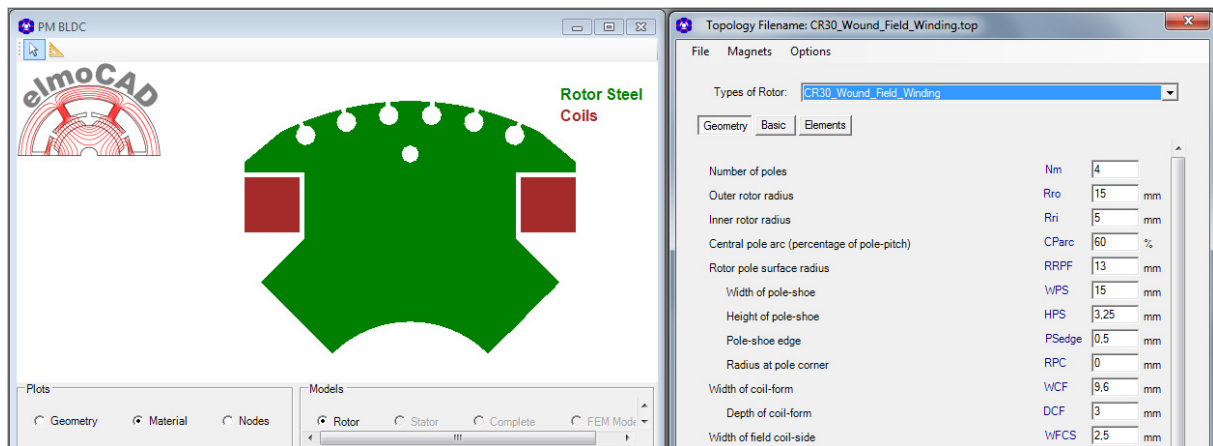 PM BLDC
elmoCAD
Rotor Steel
Coils
Plots
Geometry
Material
Nodes
Models
Rotor
Stator
Complete
FEM Mode
Topology Filename: CR30_Wound_Field_Winding.top
File Magnets Options
Types of Rotor: CR30_Wound_Field_Winding
Geometry Basic Elements
Number of poles Nm 4
Outer rotor radius Rro 15 mm
Inner rotor radius Rri 5 mm
Central pole arc (percentage of pole-pitch) CParc 60 %
Rotor pole surface radius RRPF 13 mm
Width of pole-shoe WPS 15 mm
Height of pole-shoe HPS 3,25 mm
Pole-shoe edge PSedge 0,5 mm
Radius at pole corner RPC 0 mm
Width of coil-form WCF 9,6 mm
Depth of coil-form DCF 3 mm
Width of field coil-side WFCS 2,5 mm